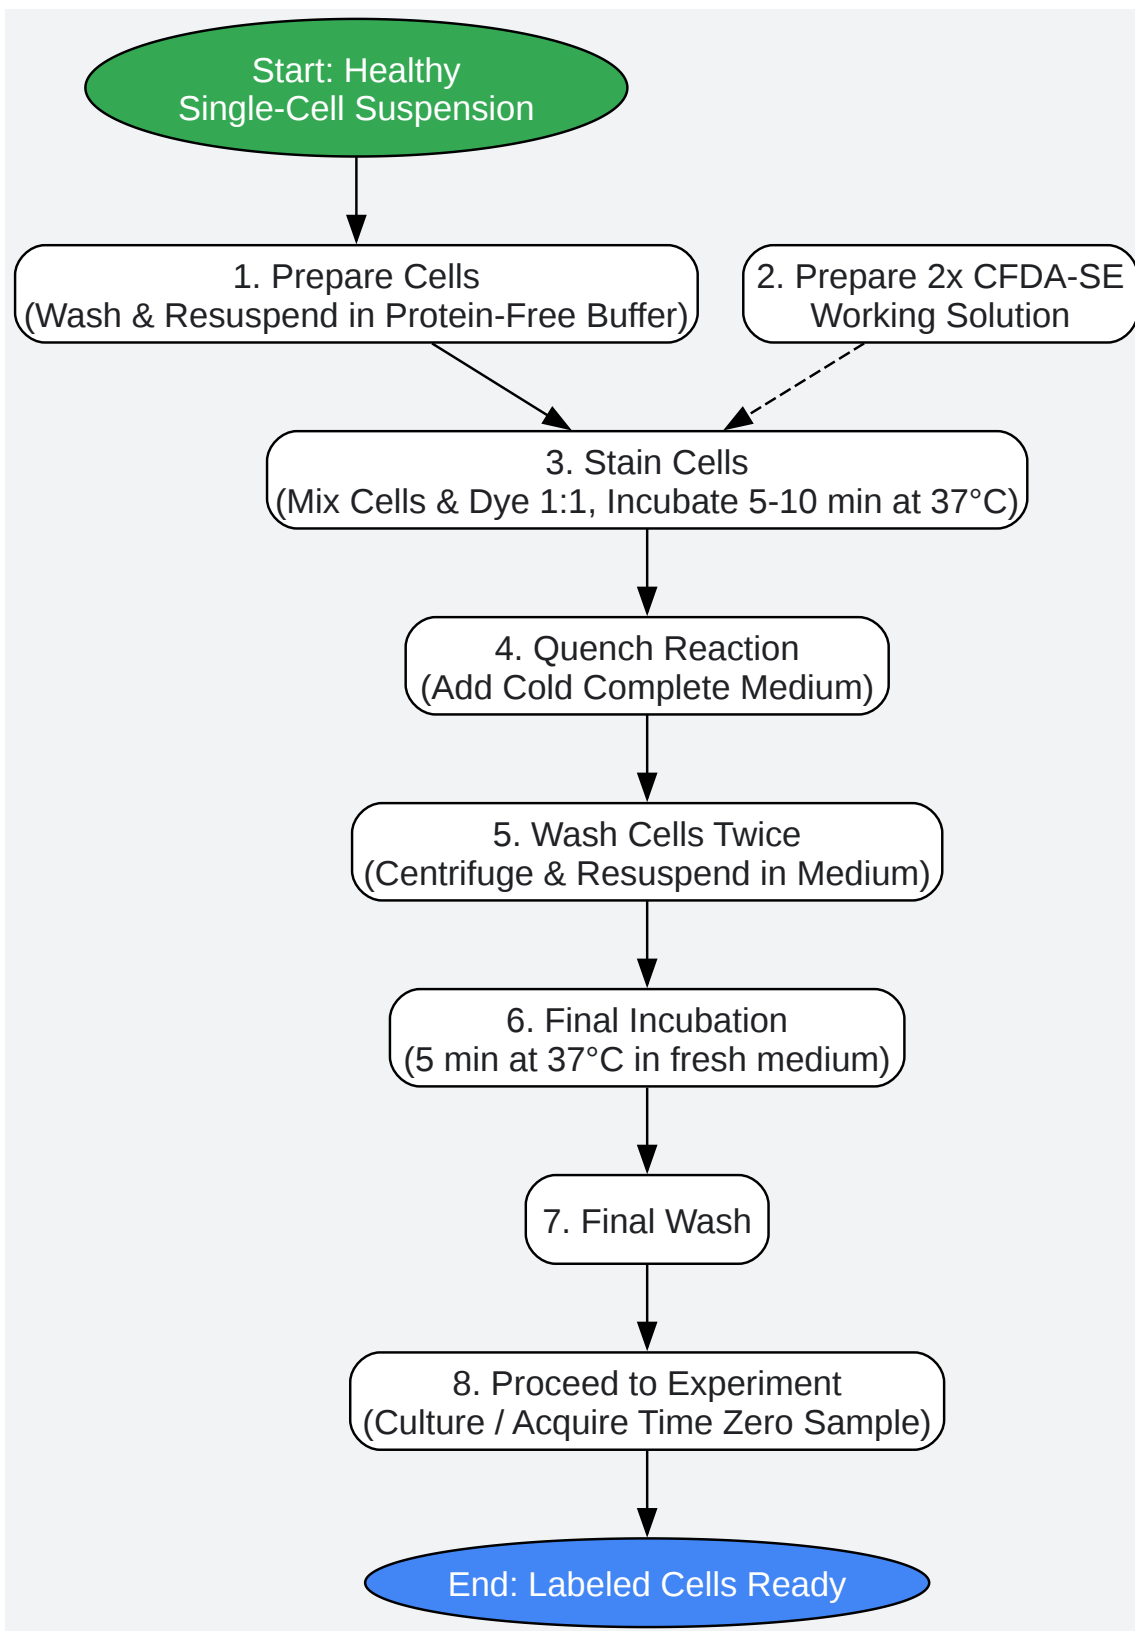 Start: Healthy
Single-Cell Suspension
1. Prepare Cells
(Wash & Resuspend in Protein-Free Buffer)
2. Prepare 2x CFDA-SE
Working Solution
3. Stain Cells
(Mix Cells & Dye 1:1, Incubate 5-10 min at 37°C)
4. Quench Reaction
(Add Cold Complete Medium)
5. Wash Cells Twice
(Centrifuge & Resuspend in Medium)
6. Final Incubation
(5 min at 37°C in fresh medium)
7. Final Wash
8. Proceed to Experiment
(Culture / Acquire Time Zero Sample)
End: Labeled Cells Ready